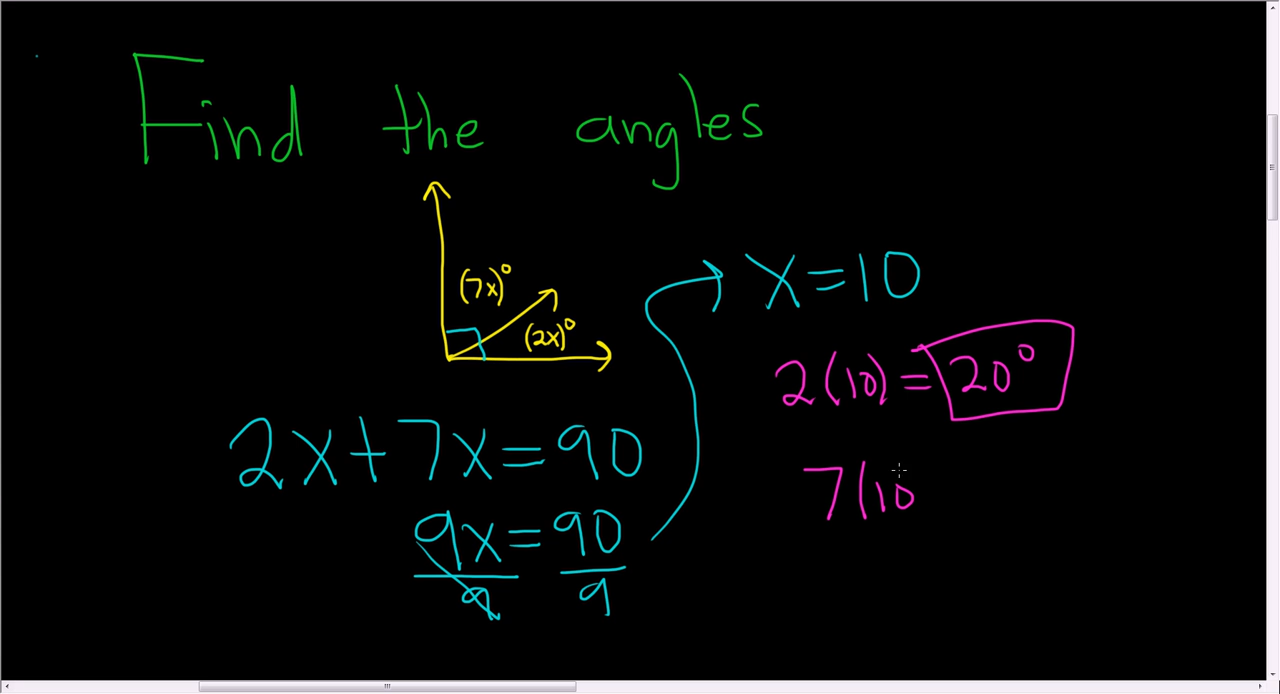 Find the angles
(7x)°
(2x)°
2x+7x=90
9x=90
9 9
x=10
2(10)=20°
7(10